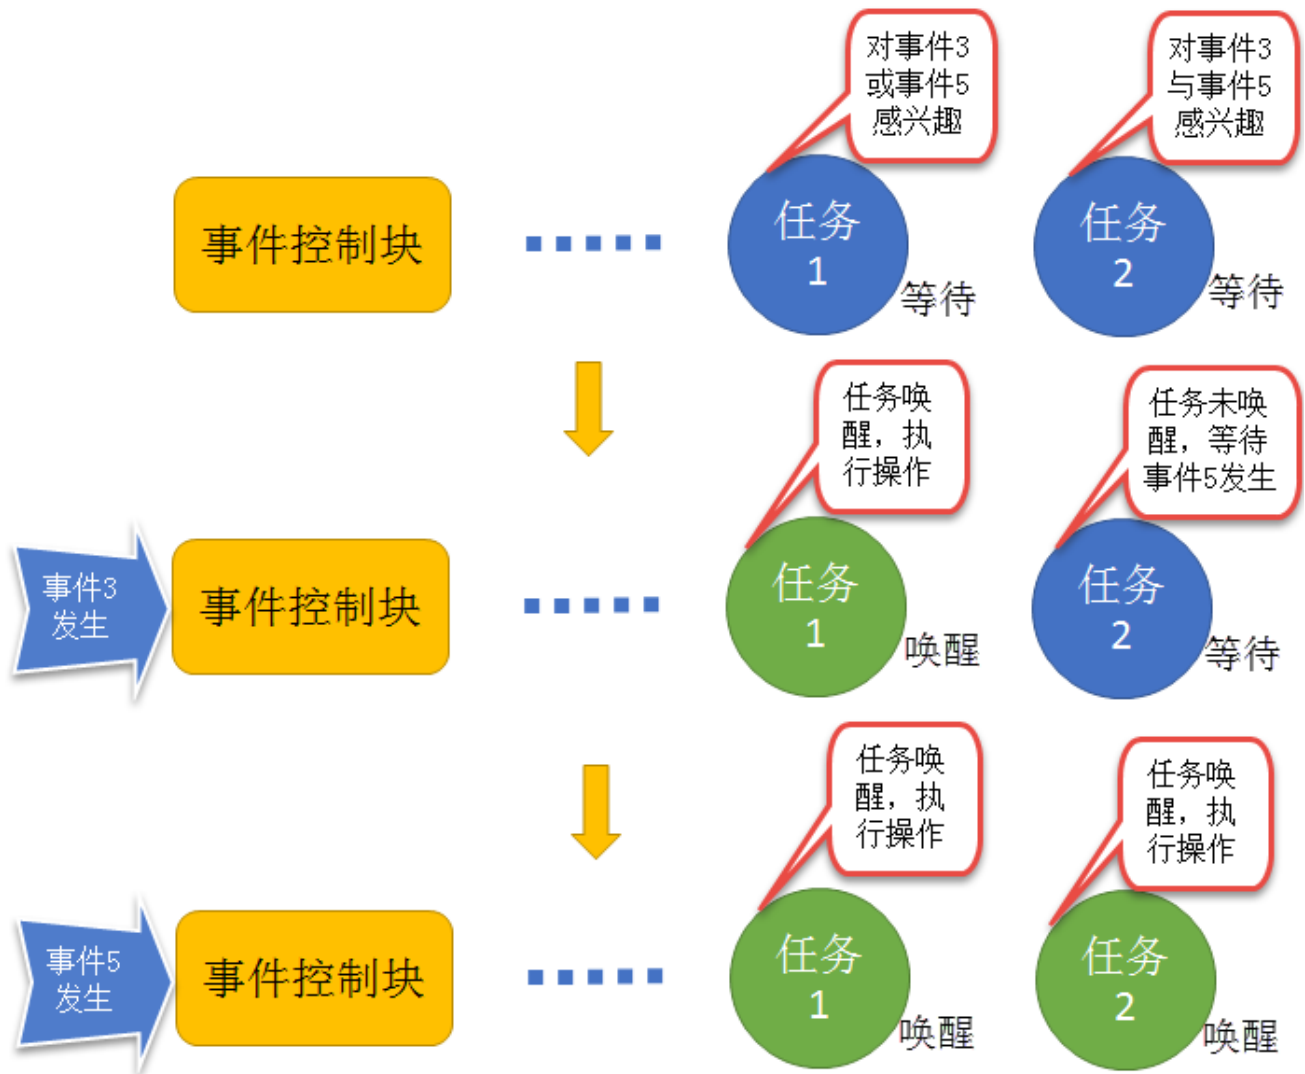 对事件3
或事件5
感兴趣
对事件3
与事件5
感兴趣
事件控制块
任务
1
等待
任务
2
等待
任务唤
醒，执
行操作
任务未唤
醒，等待
事件5发生
事件3
发生
事件控制块
任务
1
唤醒
任务
2
等待
任务唤
醒，执
行操作
任务唤
醒，执
行操作
事件5
发生
事件控制块
任务
1
唤醒
任务
2
唤醒